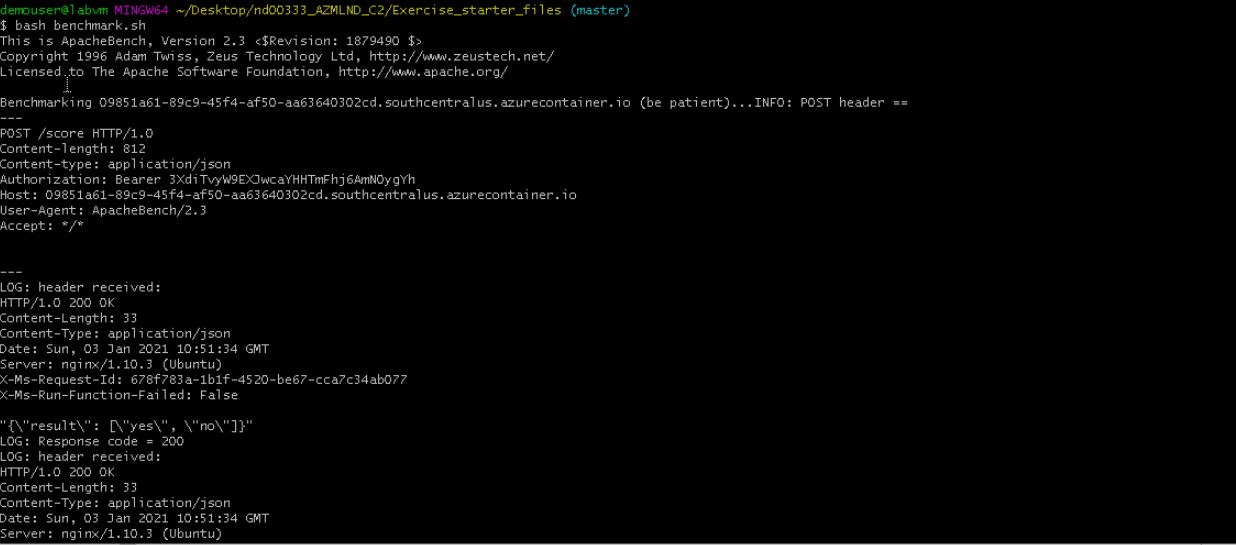 demouser@labvm MINGW64 ~/Desktop/nd00333_AZMLND_C2/Exercise_starter_files (master)
$ bash benchmark.sh
This is ApacheBench, Version 2.3 <$Revision: 1879490 $>
Copyright 1996 Adam Twiss, Zeus Technology Ltd, http://www.zeustech.net/
Licensed to The Apache Software Foundation, http://www.apache.org/
Benchmarking 09851a61-89c9-45f4-af50-aa63640302cd.southcentralus.azurecontainer.io (be patient)...INFO: POST header ==
---
POST /score HTTP/1.0
Content-length: 812
Content-type: application/json
Authorization: Bearer 3XdiTvyW9EXJwcaYHHTmFhj6AmNOygYh
Host: 09851a61-89c9-45f4-af50-aa63640302cd.southcentralus.azurecontainer.io
User-Agent: ApacheBench/2.3
Accept: */*
---
LOG: header received:
HTTP/1.0 200 OK
Content-Length: 33
Content-Type: application/json
Date: Sun, 03 Jan 2021 10:51:34 GMT
Server: nginx/1.10.3 (Ubuntu)
X-Ms-Request-Id: 678f783a-1b1f-4520-be67-cca7c34ab077
X-Ms-Run-Function-Failed: False
"{\"result\": [\"yes\", \"no\"]}"
LOG: Response code = 200
LOG: header received:
HTTP/1.0 200 OK
Content-Length: 33
Content-Type: application/json
Date: Sun, 03 Jan 2021 10:51:34 GMT
Server: nginx/1.10.3 (Ubuntu)